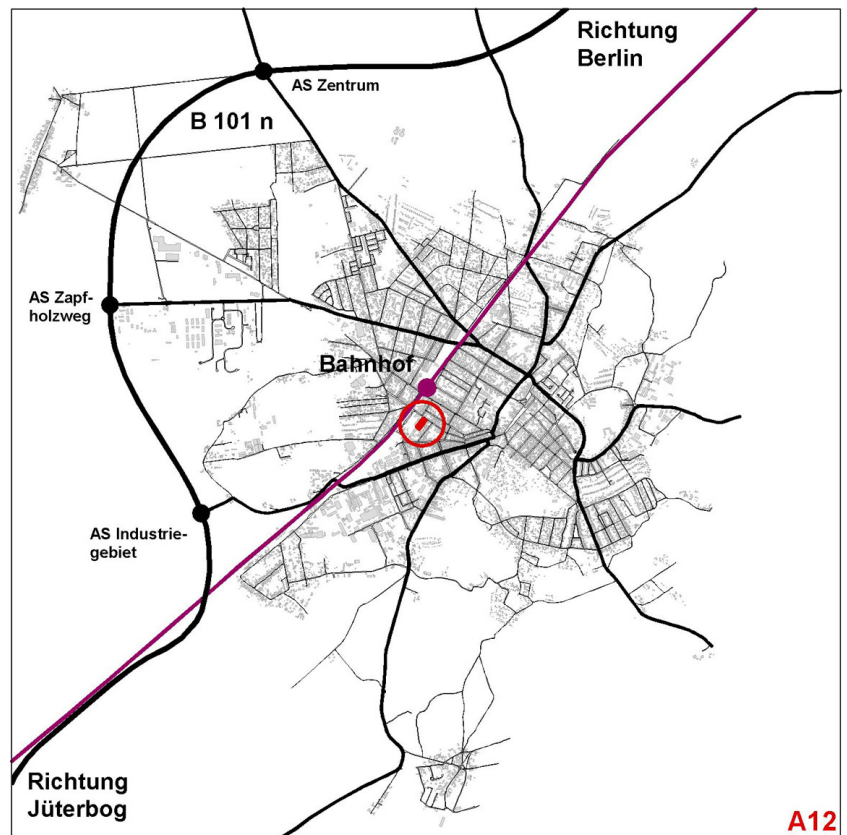 Richtung
Berlin
AS Zentrum
B 101 n
AS Zapf-
holzweg
Bahnhof
AS Industrie-
gebiet
Richtung
Jüterbog
A12